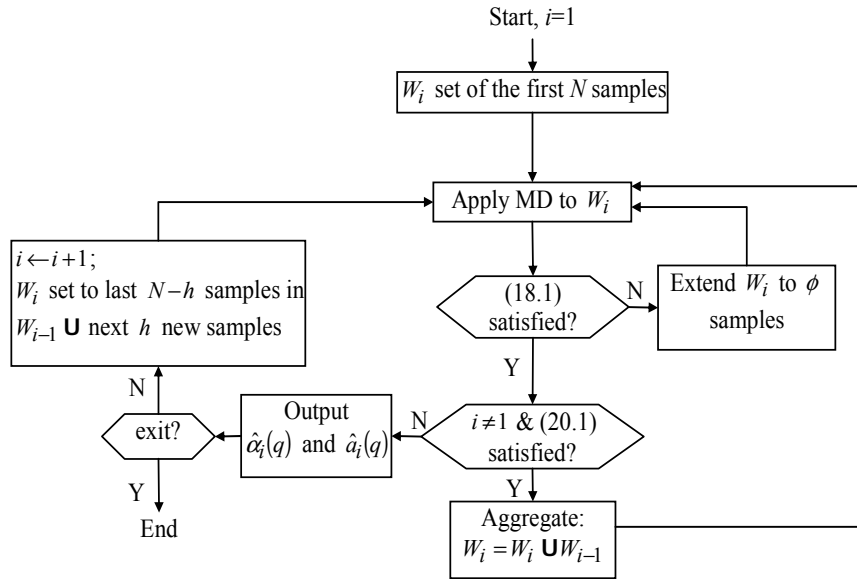 Start, i=1
W_i set of the first N samples
Apply MD to W_i
i←i+1;
W_i set to last N−h samples in
W_{i−1} U next h new samples
(18.1)
satisfied?
N
Extend W_i to ϕ
samples
Y
N
exit?
Output
α̂_i(q) and â_i(q)
N
i≠1 & (20.1)
satisfied?
Y
Y
End
Aggregate:
W_i = W_i U W_{i−1}